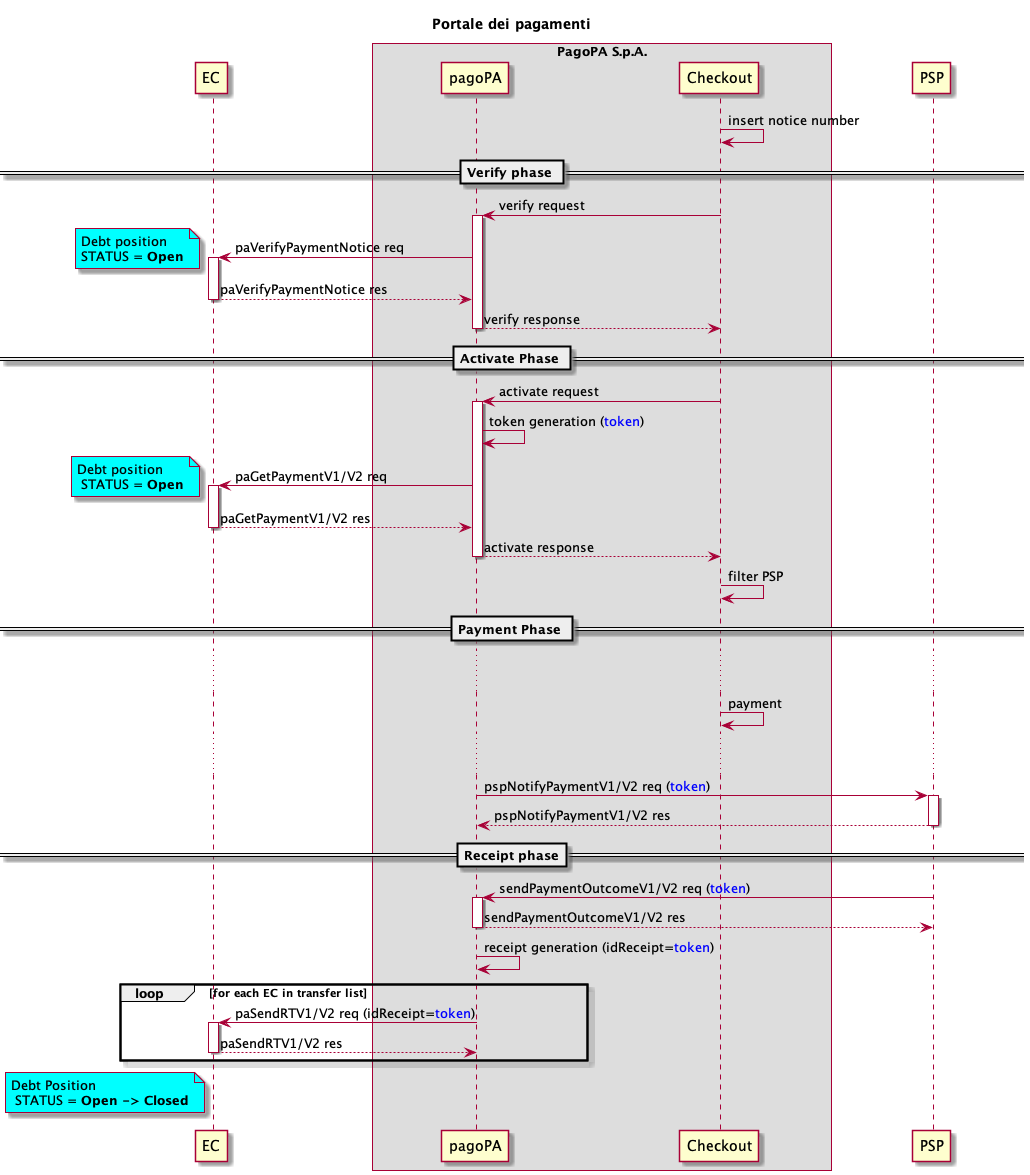 Portale dei pagamenti
PagoPA S.p.A.
EC
pagoPA
Checkout
PSP
insert notice number
Verify phase
verify request
Debt position
STATUS = Open
paVerifyPaymentNotice req
paVerifyPaymentNotice res
verify response
Activate Phase
activate request
token generation (token)
Debt position
STATUS = Open
paGetPaymentV1/V2 req
paGetPaymentV1/V2 res
activate response
filter PSP
Payment Phase
payment
pspNotifyPaymentV1/V2 req (token)
pspNotifyPaymentV1/V2 res
Receipt phase
sendPaymentOutcomeV1/V2 req (token)
sendPaymentOutcomeV1/V2 res
receipt generation (idReceipt=token)
loop
[for each EC in transfer list]
paSendRTV1/V2 req (idReceipt=token)
paSendRTV1/V2 res
Debt Position
STATUS = Open -> Closed
EC
pagoPA
Checkout
PSP